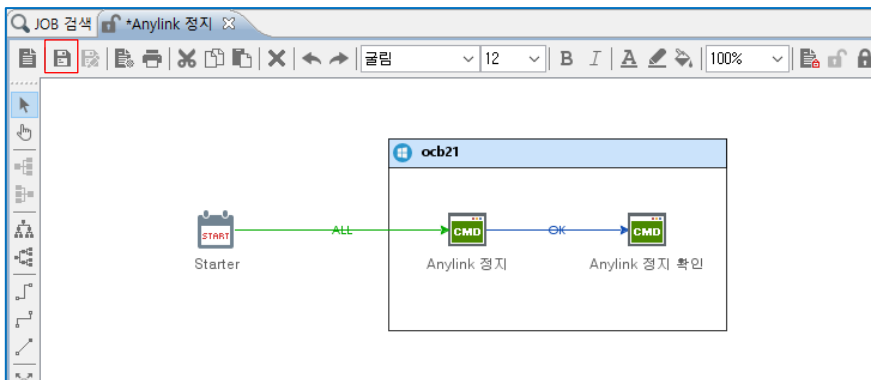 JOB 검색 *Anylink 정지
굴림 12 B I A 100%
ocb21
START ALL CMD OK CMD
Starter Anylink 정지 Anylink 정지 확인